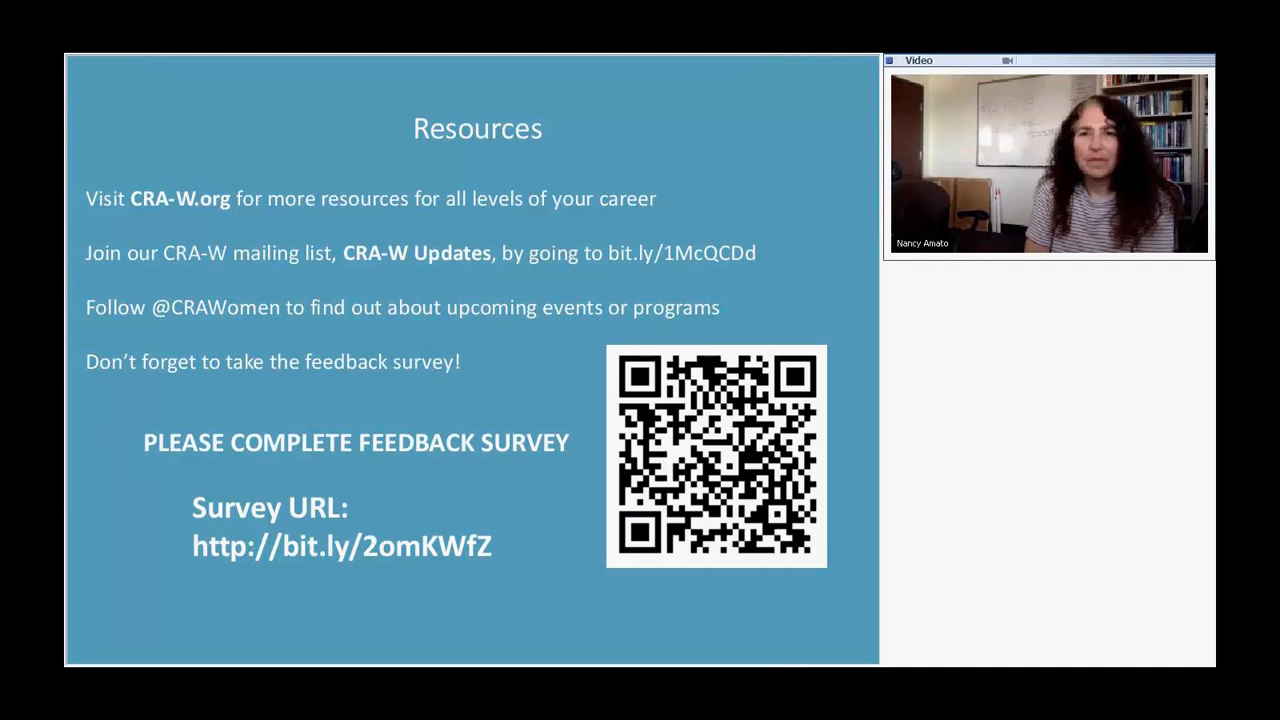 Resources
Visit CRA-W.org for more resources for all levels of your career
Join our CRA-W mailing list, CRA-W Updates, by going to bit.ly/1McQCDd
Follow @CRAWomen to find out about upcoming events or programs
Don’t forget to take the feedback survey!
PLEASE COMPLETE FEEDBACK SURVEY
Survey URL:
http://bit.ly/2omKWfZ
Video
Nancy Amato